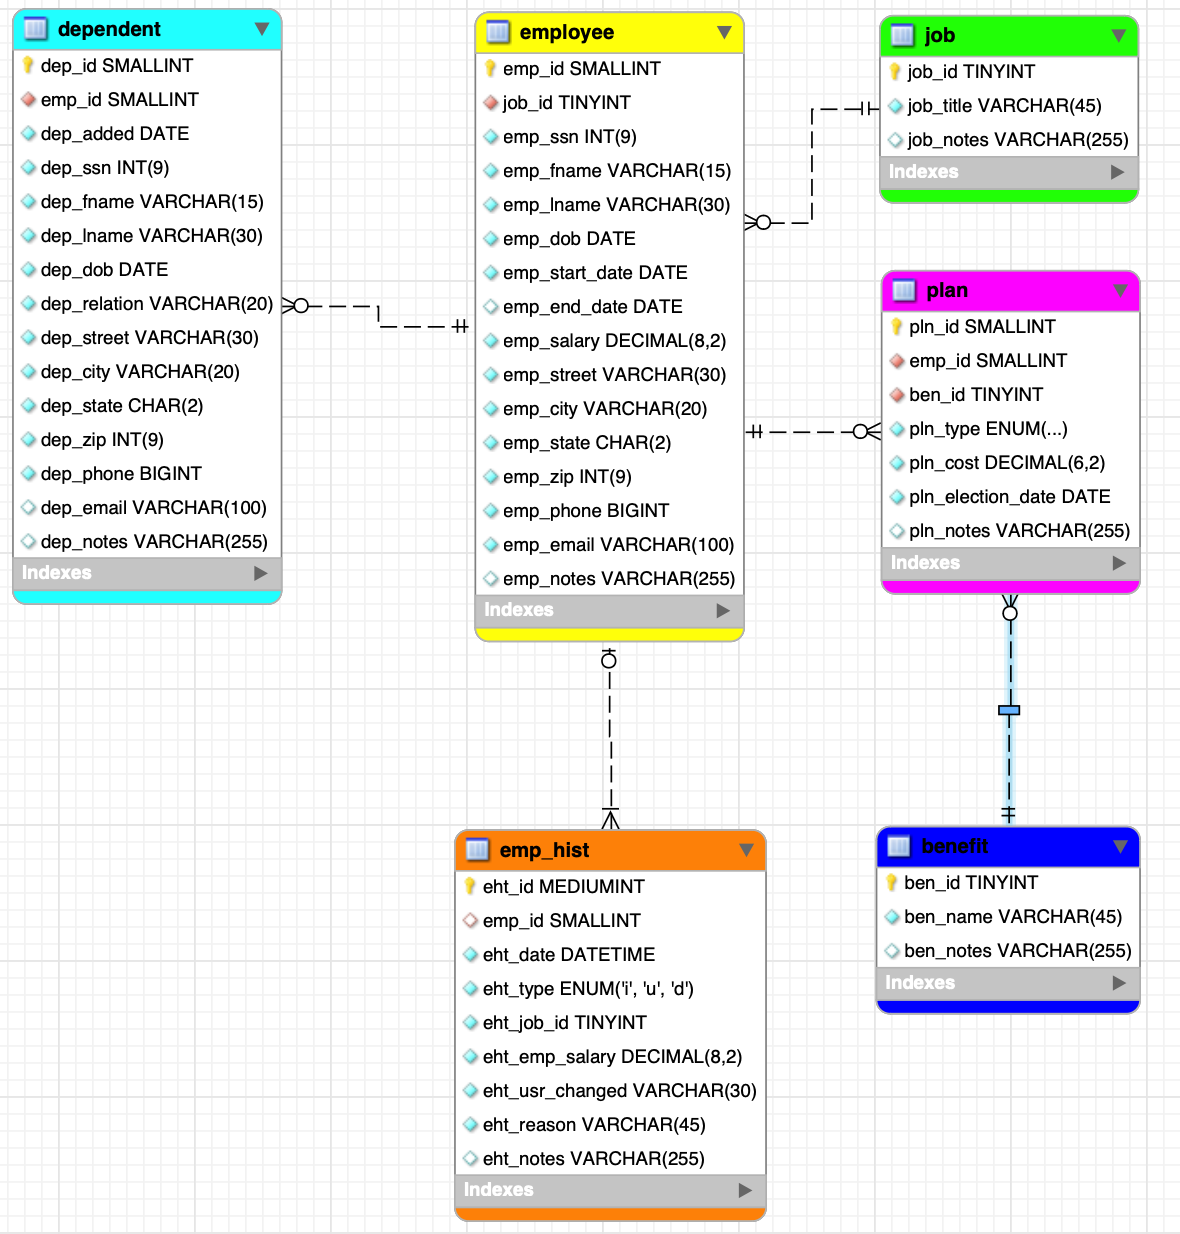 dependent
dep_id SMALLINT
emp_id SMALLINT
dep_added DATE
dep_ssn INT(9)
dep_fname VARCHAR(15)
dep_lname VARCHAR(30)
dep_dob DATE
dep_relation VARCHAR(20)
dep_street VARCHAR(30)
dep_city VARCHAR(20)
dep_state CHAR(2)
dep_zip INT(9)
dep_phone BIGINT
dep_email VARCHAR(100)
dep_notes VARCHAR(255)
Indexes
employee
emp_id SMALLINT
job_id TINYINT
emp_ssn INT(9)
emp_fname VARCHAR(15)
emp_lname VARCHAR(30)
emp_dob DATE
emp_start_date DATE
emp_end_date DATE
emp_salary DECIMAL(8,2)
emp_street VARCHAR(30)
emp_city VARCHAR(20)
emp_state CHAR(2)
emp_zip INT(9)
emp_phone BIGINT
emp_email VARCHAR(100)
emp_notes VARCHAR(255)
Indexes
job
job_id TINYINT
job_title VARCHAR(45)
job_notes VARCHAR(255)
Indexes
plan
pln_id SMALLINT
emp_id SMALLINT
ben_id TINYINT
pln_type ENUM(...)
pln_cost DECIMAL(6,2)
pln_election_date DATE
pln_notes VARCHAR(255)
Indexes
emp_hist
eht_id MEDIUMINT
emp_id SMALLINT
eht_date DATETIME
eht_type ENUM('i', 'u', 'd')
eht_job_id TINYINT
eht_emp_salary DECIMAL(8,2)
eht_usr_changed VARCHAR(30)
eht_reason VARCHAR(45)
eht_notes VARCHAR(255)
Indexes
benefit
ben_id TINYINT
ben_name VARCHAR(45)
ben_notes VARCHAR(255)
Indexes